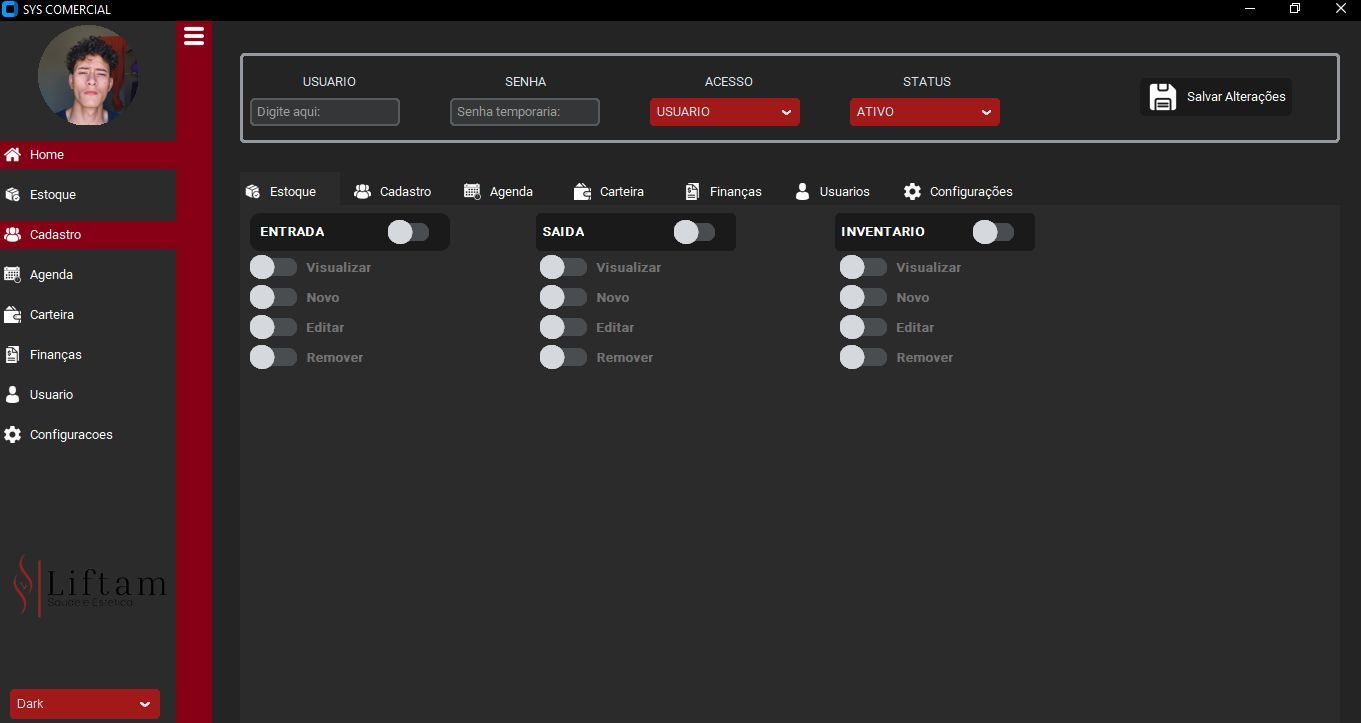 SYS COMERCIAL
Home
Estoque
Cadastro
Agenda
Carteira
Finanças
Usuario
Configuracoes
Liftam
Saúde e Estética
Dark
USUARIO SENHA ACESSO STATUS
Digite aqui: Senha temporaria: USUARIO ATIVO Salvar Alterações
Estoque Cadastro Agenda Carteira Finanças Usuarios Configurações
ENTRADA SAIDA INVENTARIO
Visualizar Visualizar Visualizar
Novo Novo Novo
Editar Editar Editar
Remover Remover Remover